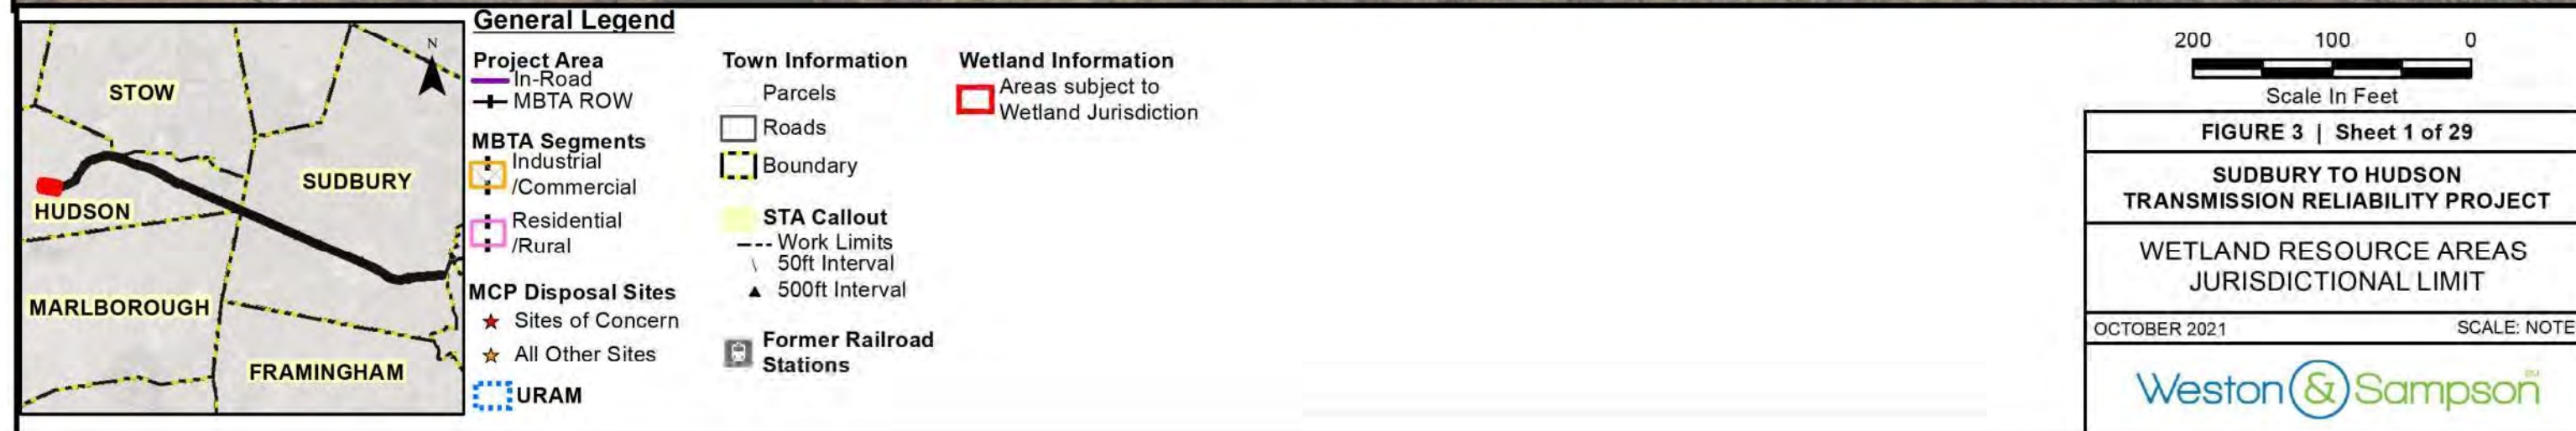 N
STOW
SUDBURY
HUDSON
MARLBOROUGH
FRAMINGHAM
General Legend
Project Area
In-Road
MBTA ROW
MBTA Segments
Industrial
/Commercial
Residential
/Rural
MCP Disposal Sites
Sites of Concern
All Other Sites
URAM
Town Information
Parcels
Roads
Boundary
STA Callout
Work Limits
50ft Interval
500ft Interval
Former Railroad
Stations
Wetland Information
Areas subject to
Wetland Jurisdiction
200 100 0
Scale In Feet
FIGURE 3 | Sheet 1 of 29
SUDBURY TO HUDSON
TRANSMISSION RELIABILITY PROJECT
WETLAND RESOURCE AREAS
JURISDICTIONAL LIMIT
OCTOBER 2021 SCALE: NOTE
Weston & Sampson